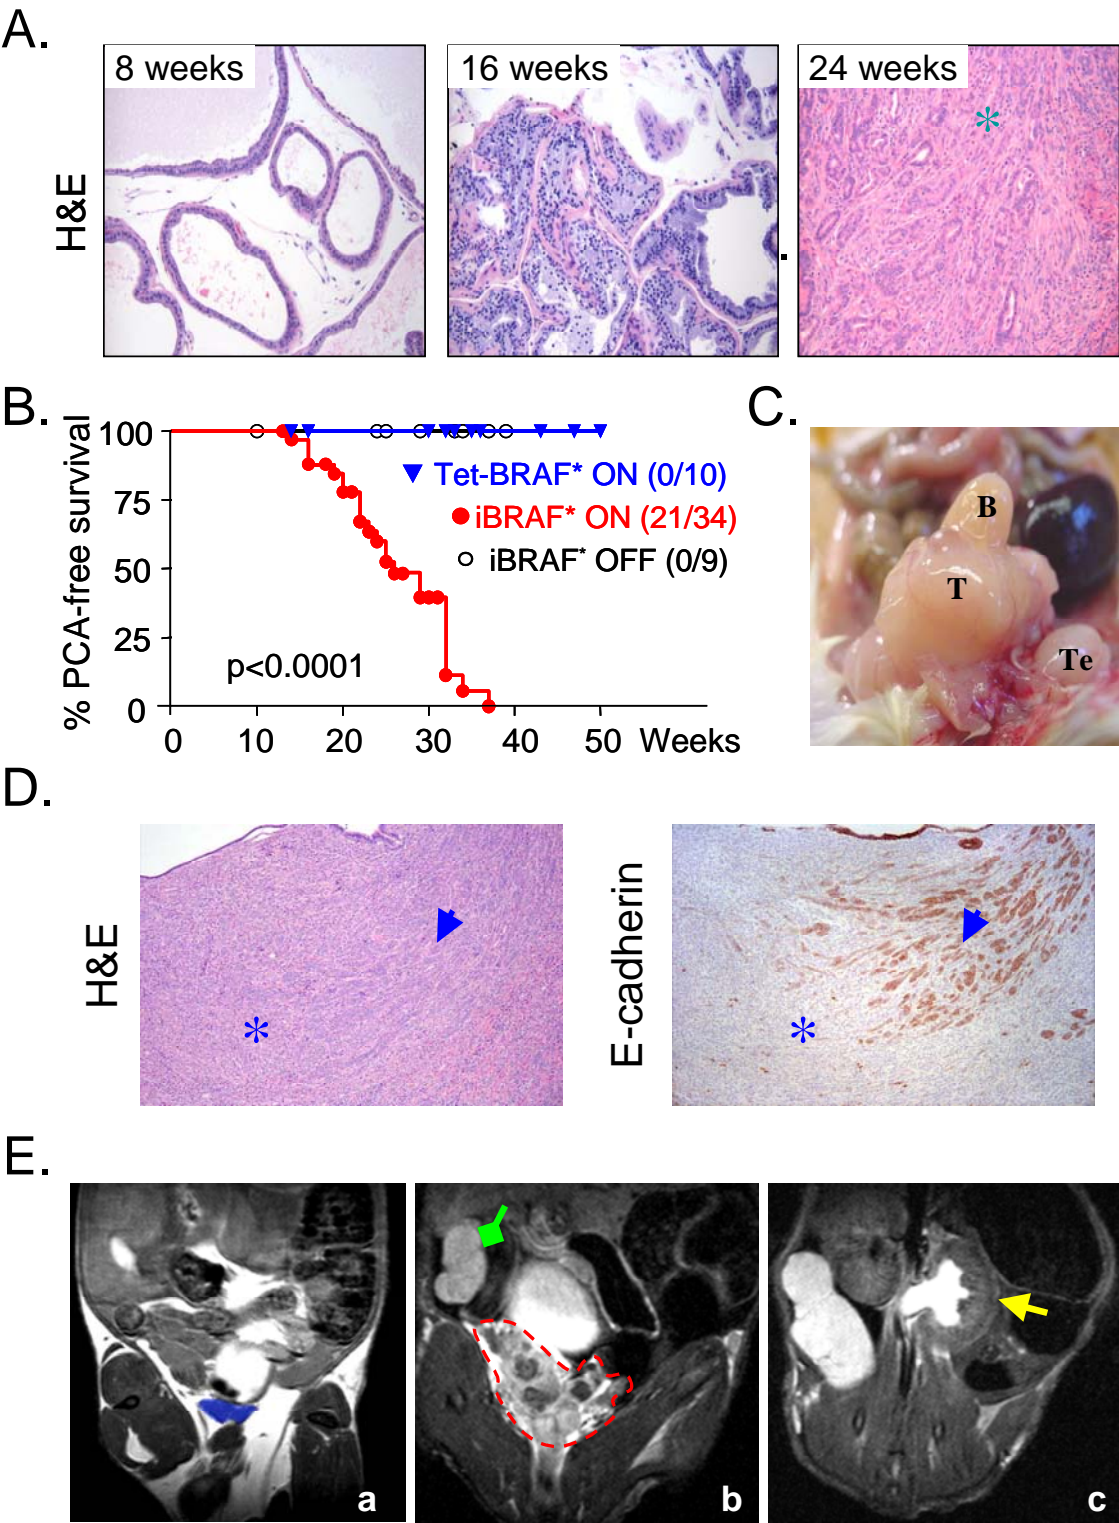 A.
8 weeks
16 weeks
24 weeks
*
H&E
.
B.
% PCA-free survival
100
75
50
25
0
Tet-BRAF* ON (0/10)
iBRAF* ON (21/34)
iBRAF* OFF (0/9)
p<0.0001
0 10 20 30 40 50 Weeks
C.
B
T
Te
D.
H&E
*
E-cadherin
*
E.
a
b
c